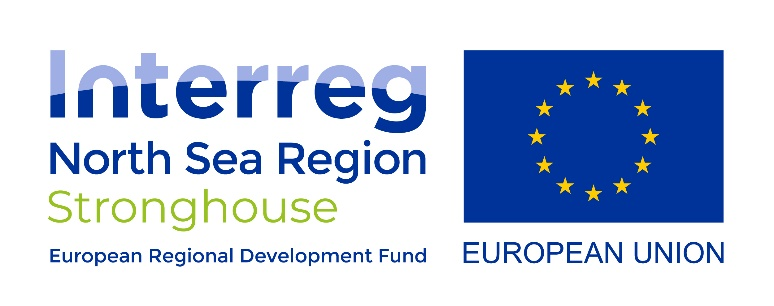 Interreg
North Sea Region
Stronghouse
European Regional Development Fund
EUROPEAN UNION